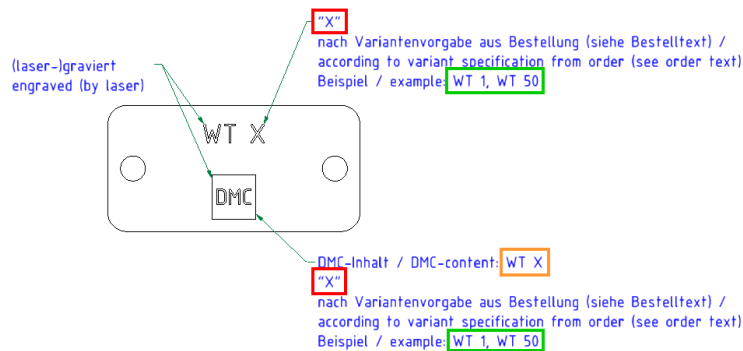 "X"
nach Variantenvorgabe aus Bestellung (siehe Bestelltext) /
according to variant specification from order (see order text)
Beispiel / example: WT 1, WT 50
(laser-)graviert
engraved (by laser)
WT X
DMC
DMC-Inhalt / DMC-content: WT X
"X"
nach Variantenvorgabe aus Bestellung (siehe Bestelltext) /
according to variant specification from order (see order text)
Beispiel / example: WT 1, WT 50